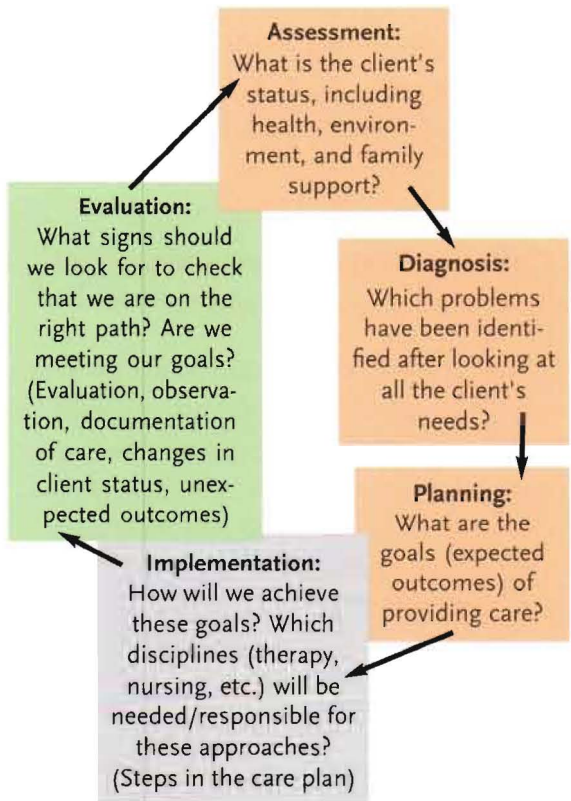 Assessment:
What is the client's
status, including
health, environ-
ment, and family
support?
Diagnosis:
Which problems
have been identi-
fied after looking at
all the client's
needs?
Planning:
What are the
goals (expected
outcomes) of
providing care?
Implementation:
How will we achieve
these goals? Which
disciplines (therapy,
nursing, etc.) will be
needed/responsible for
these approaches?
(Steps in the care plan)
Evaluation:
What signs should
we look for to check
that we are on the
right path? Are we
meeting our goals?
(Evaluation, observa-
tion, documentation
of care, changes in
client status, unex-
pected outcomes)